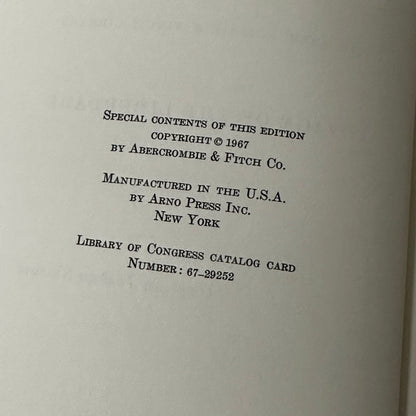 Special contents of this edition
copyright © 1967
by Abercrombie & Fitch Co.
Manufactured in the U.S.A.
by Arno Press Inc.
New York
Library of Congress catalog card
Number: 67-29252